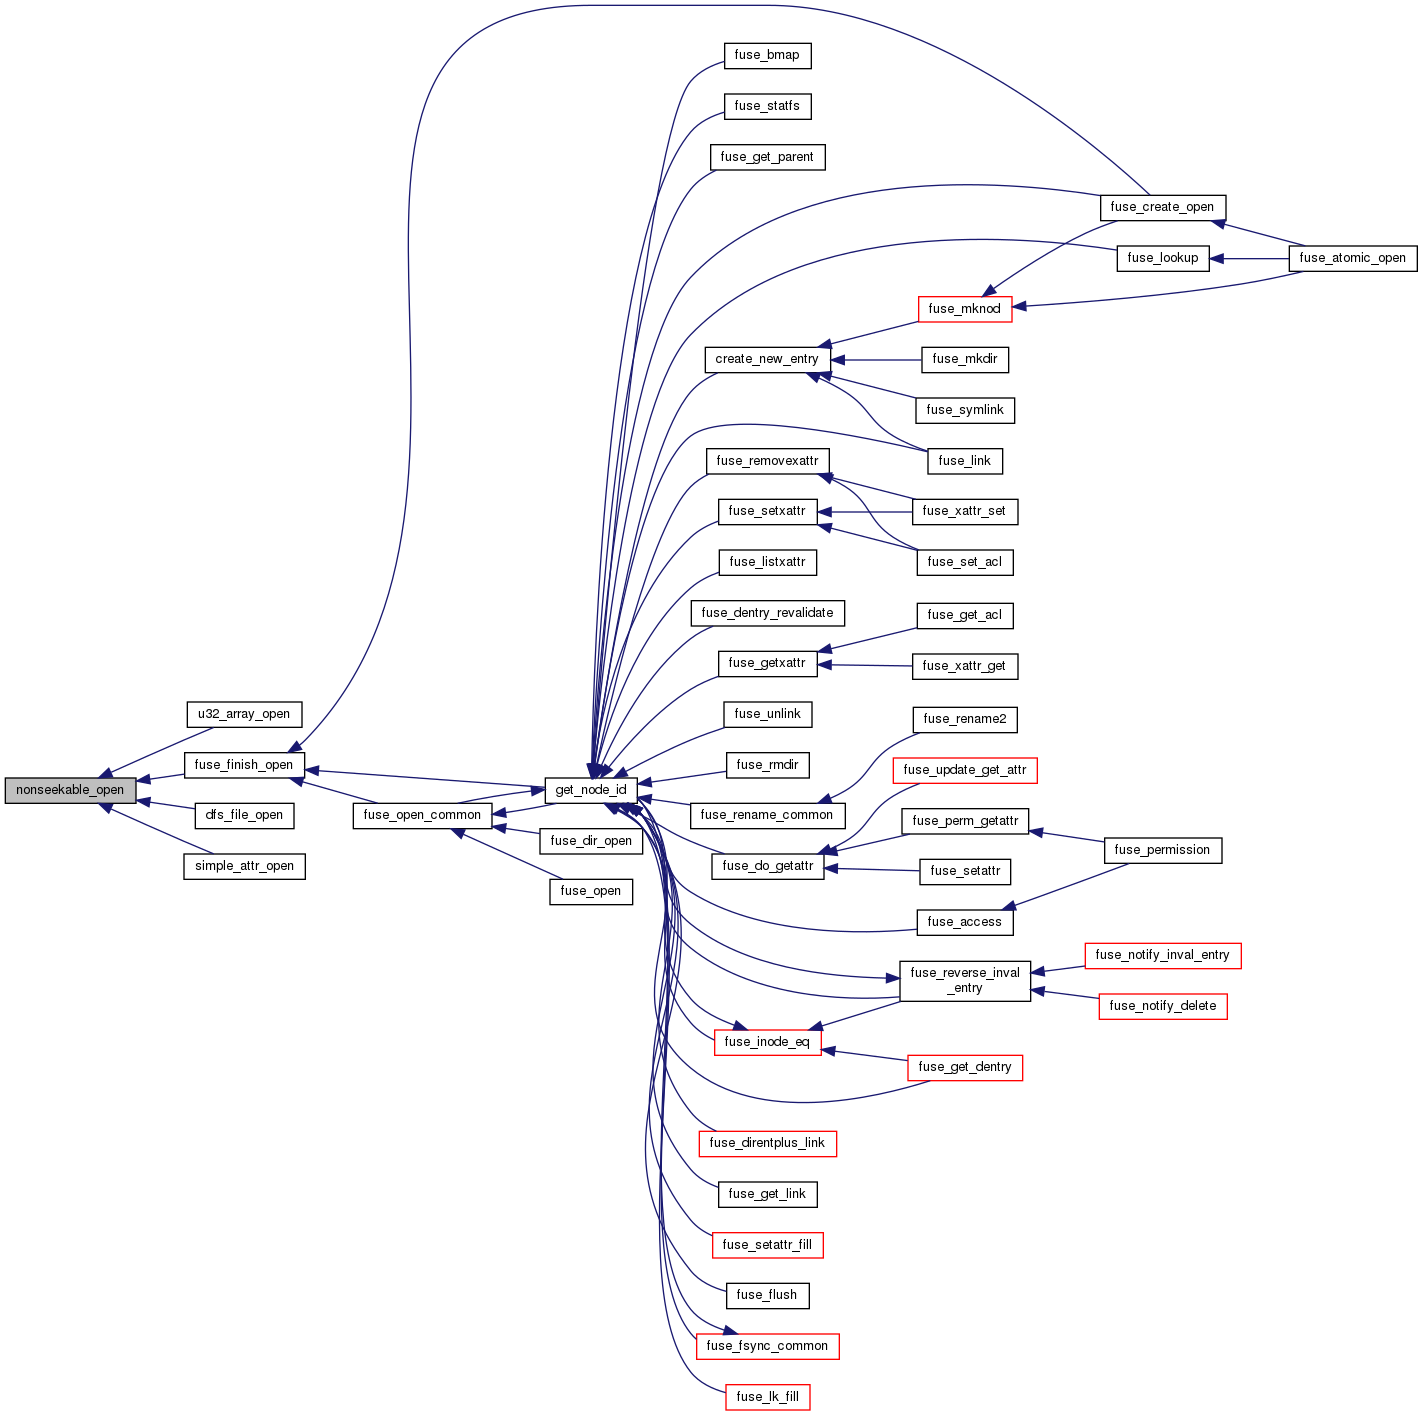 fuse_bmap
fuse_statfs
fuse_get_parent
fuse_create_open
fuse_lookup
fuse_atomic_open
fuse_mknod
create_new_entry
fuse_mkdir
fuse_symlink
fuse_link
fuse_removexattr
fuse_setxattr
fuse_xattr_set
fuse_listxattr
fuse_set_acl
fuse_dentry_revalidate
fuse_get_acl
fuse_getxattr
fuse_xattr_get
u32_array_open
fuse_unlink
fuse_rename2
fuse_finish_open
fuse_rmdir
fuse_update_get_attr
nonseekable_open
get_node_id
dfs_file_open
fuse_open_common
fuse_rename_common
fuse_perm_getattr
fuse_dir_open
fuse_permission
simple_attr_open
fuse_do_getattr
fuse_setattr
fuse_open
fuse_access
fuse_notify_inval_entry
fuse_reverse_inval
_entry
fuse_notify_delete
fuse_inode_eq
fuse_get_dentry
fuse_direntplus_link
fuse_get_link
fuse_setattr_fill
fuse_flush
fuse_fsync_common
fuse_lk_fill